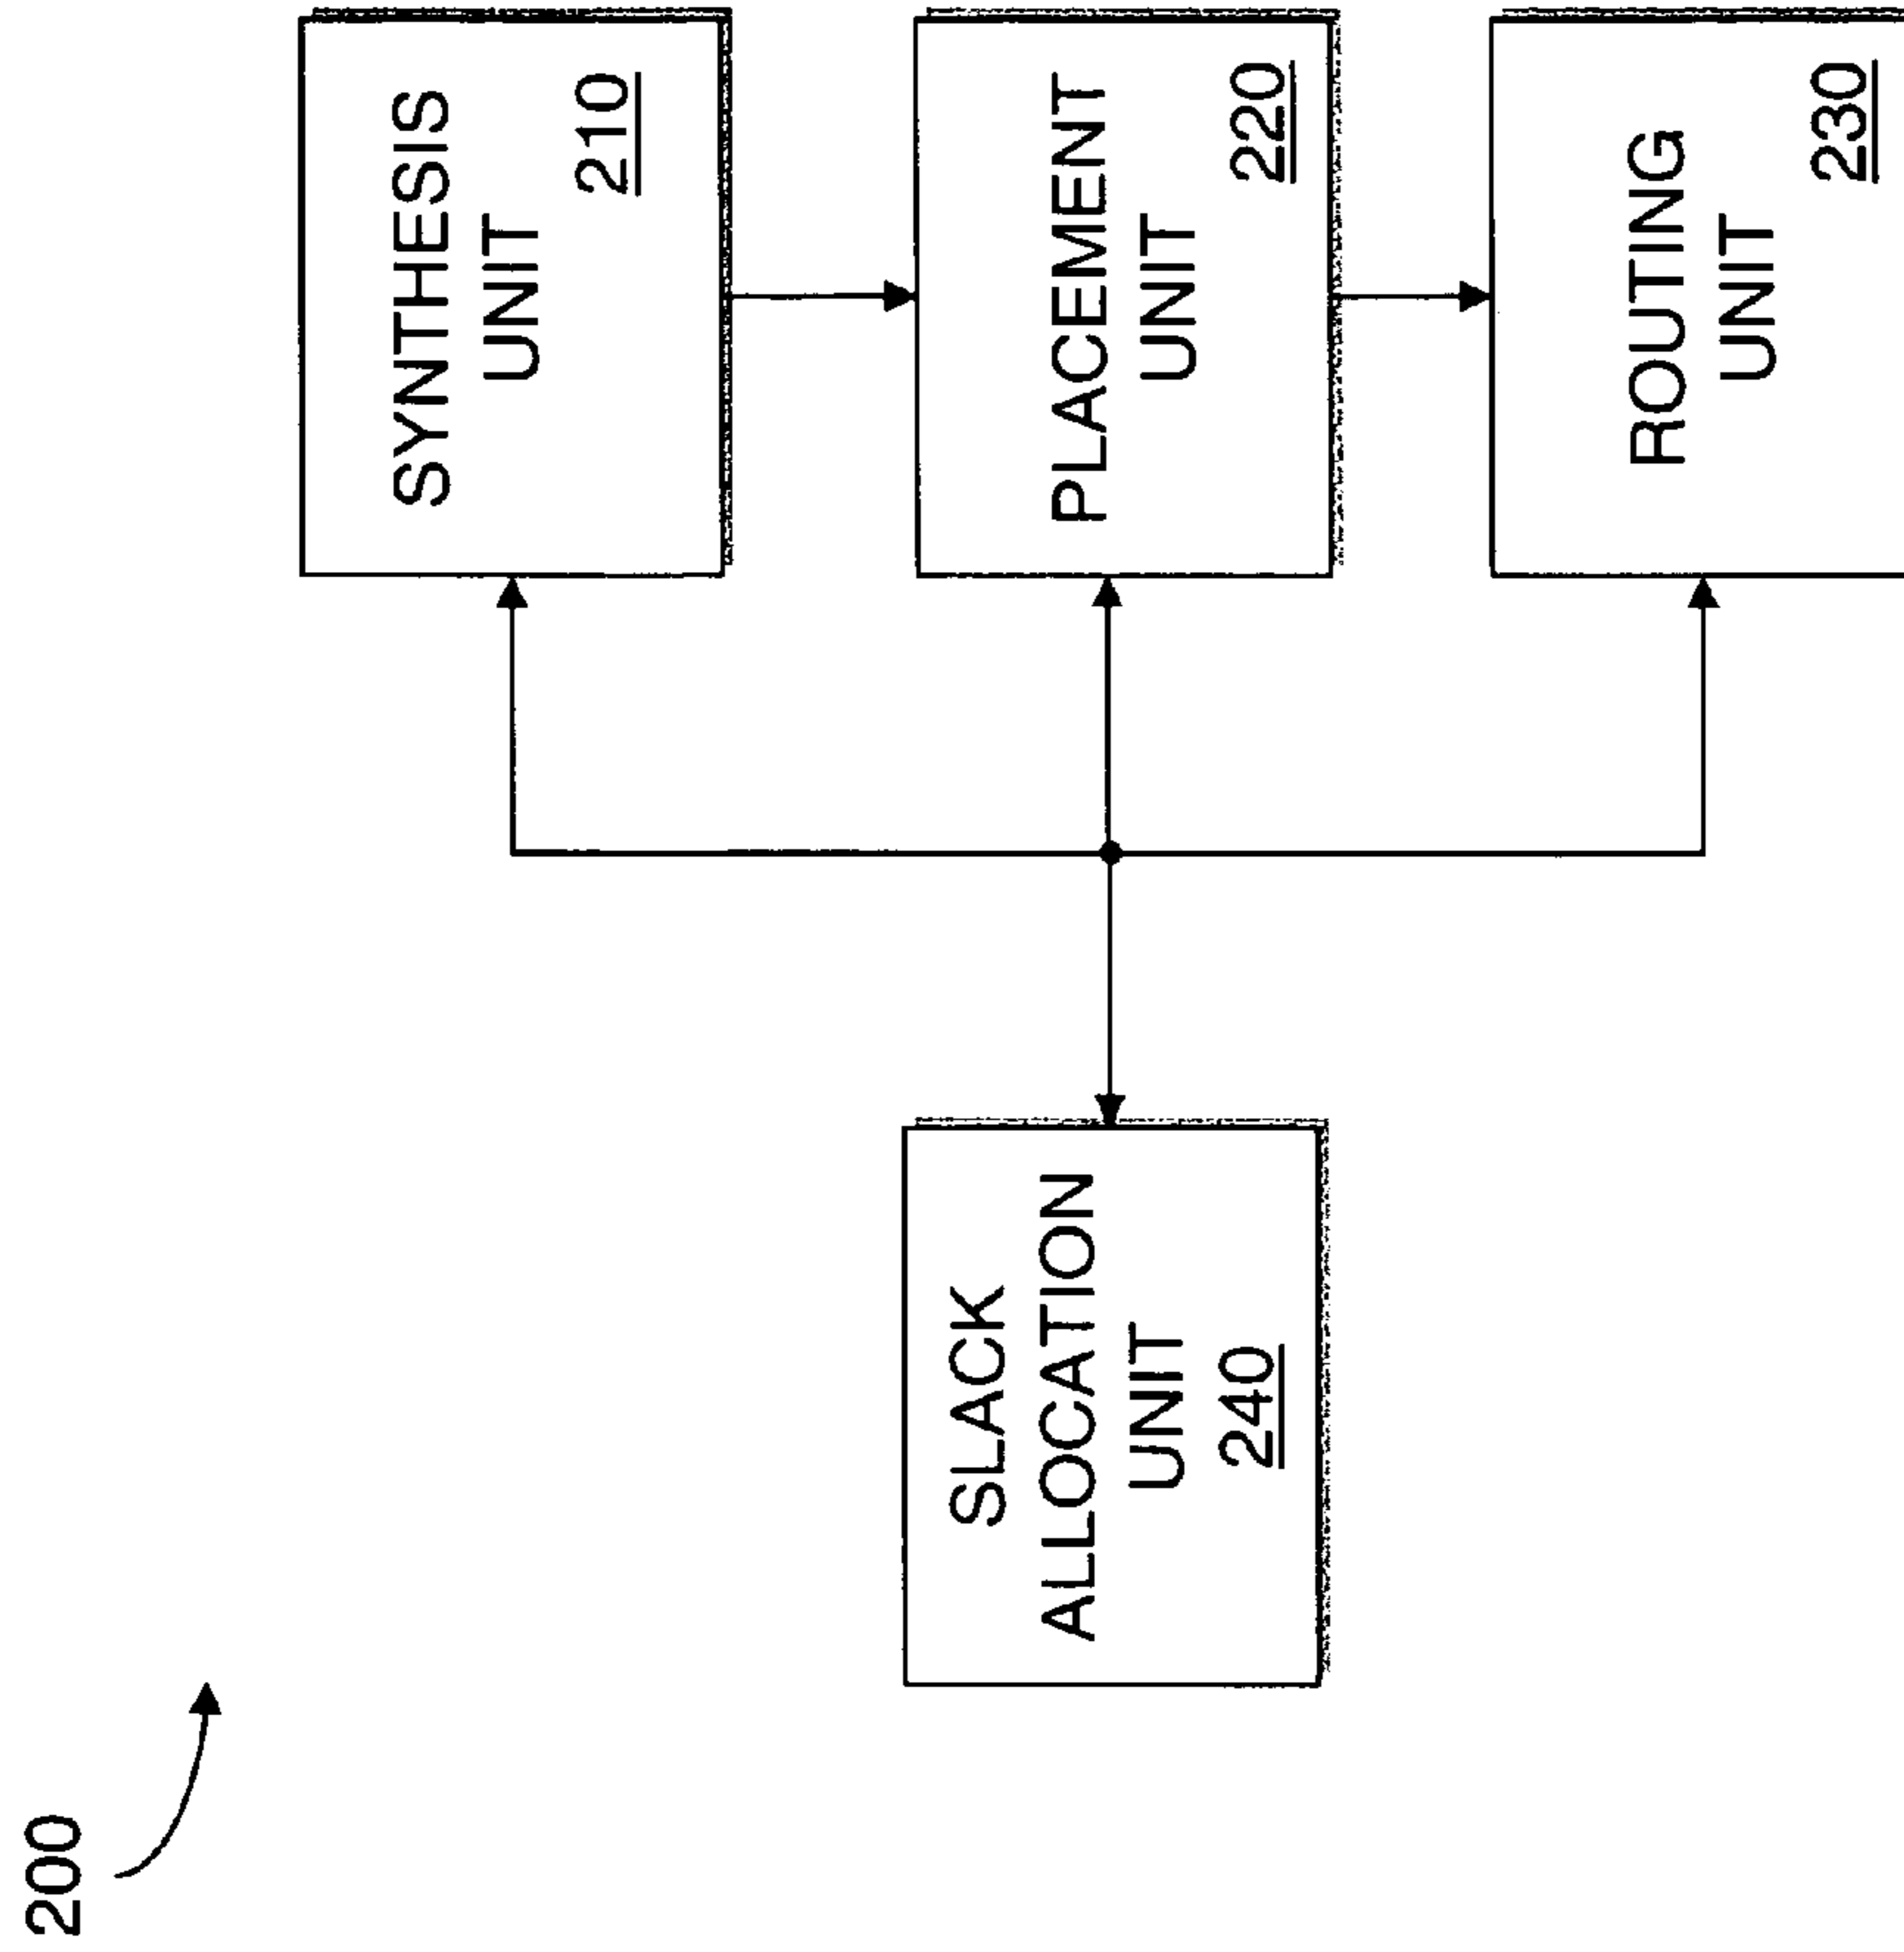 200
SYNTHESIS
UNIT
210
PLACEMENT
UNIT
220
ROUTING
UNIT
230
SLACK
ALLOCATION
UNIT
240